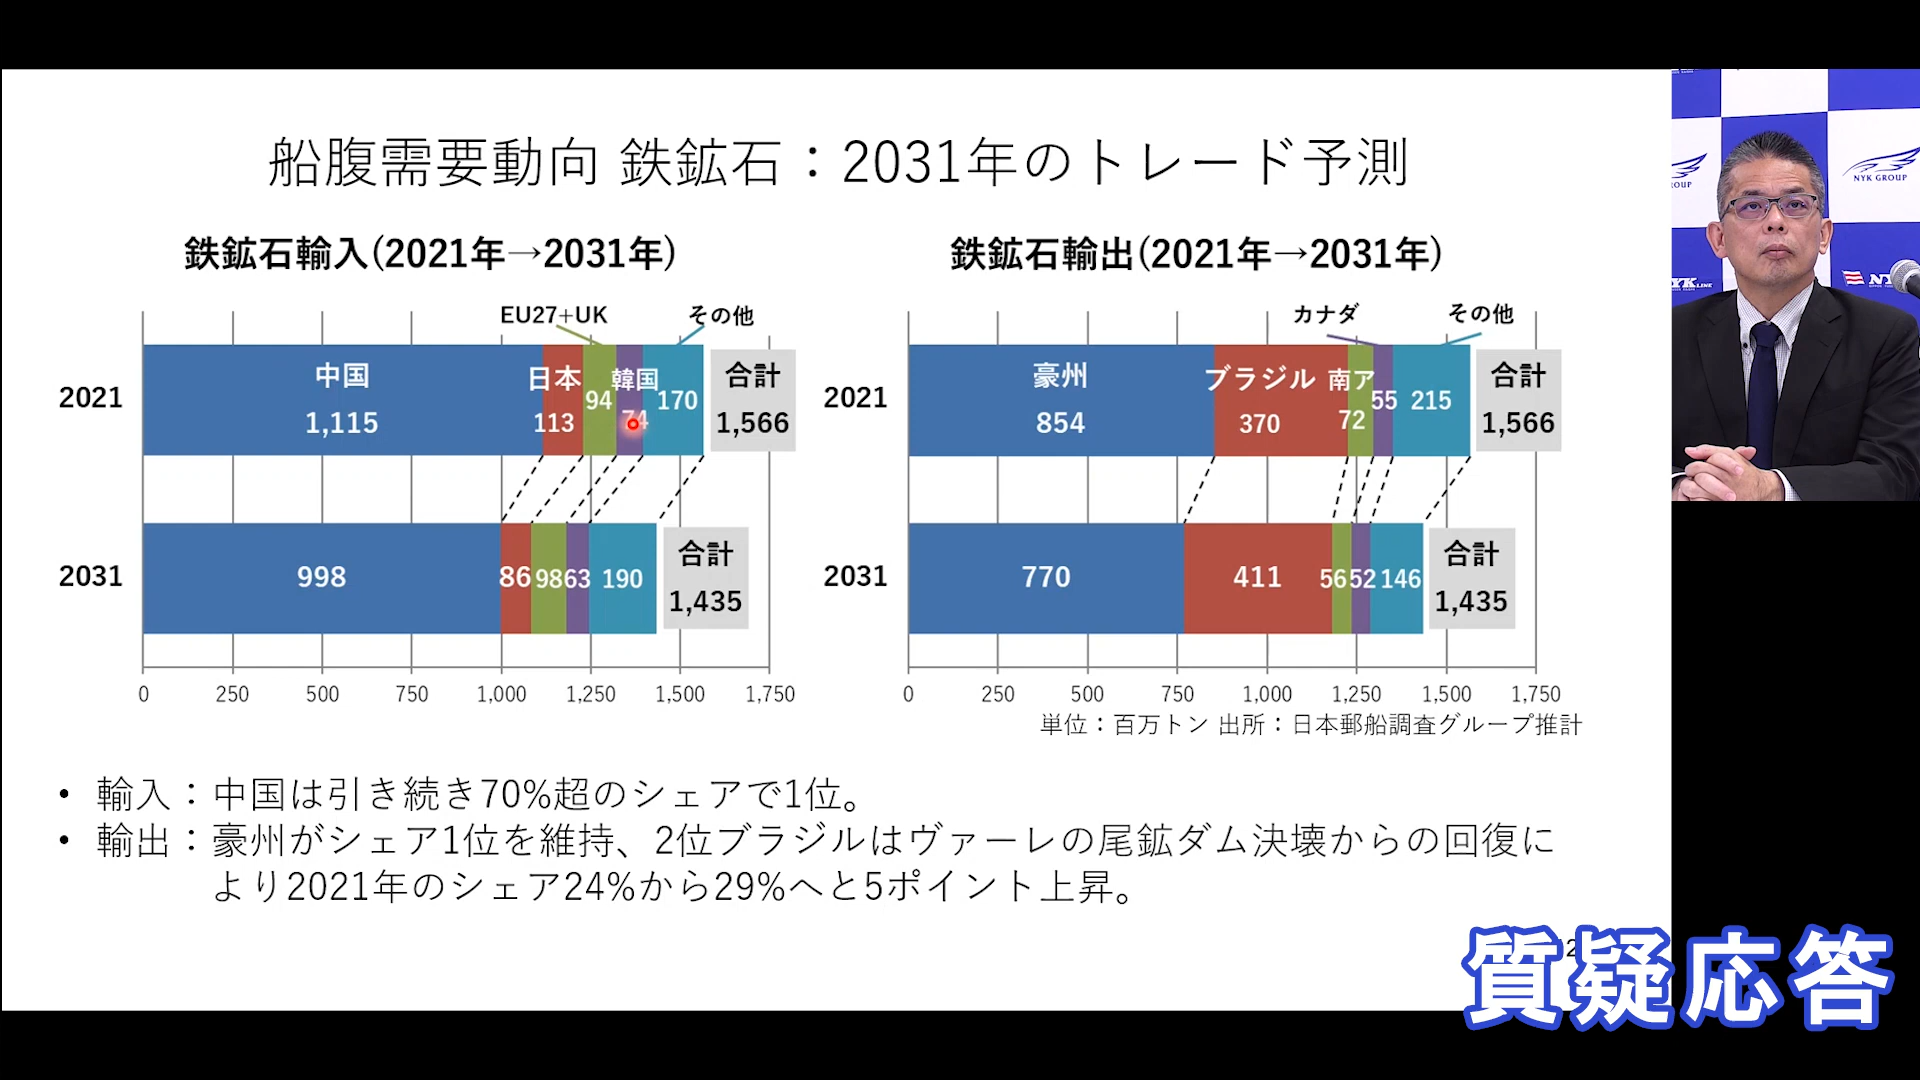 船腹需要動向 鉄鉱石：2031年のトレード予測
鉄鉱石輸入(2021年→2031年)
EU27+UK
その他
2021
中国
1,115
日本
113
94
韓国
74
170
合計
1,566
2031
998
86
98
63
190
合計
1,435
0 250 500 750 1,000 1,250 1,500 1,750
鉄鉱石輸出(2021年→2031年)
カナダ
その他
2021
豪州
854
ブラジル
370
南ア
72
55
215
合計
1,566
2031
770
411
56
52
146
合計
1,435
0 250 500 750 1,000 1,250 1,500 1,750
単位：百万トン 出所：日本郵船調査グループ推計
• 輸入：中国は引き続き70%超のシェアで1位。
• 輸出：豪州がシェア1位を維持、2位ブラジルはヴァーレの尾鉱ダム決壊からの回復に
より2021年のシェア24%から29%へと5ポイント上昇。
質疑応答
NYK GROUP